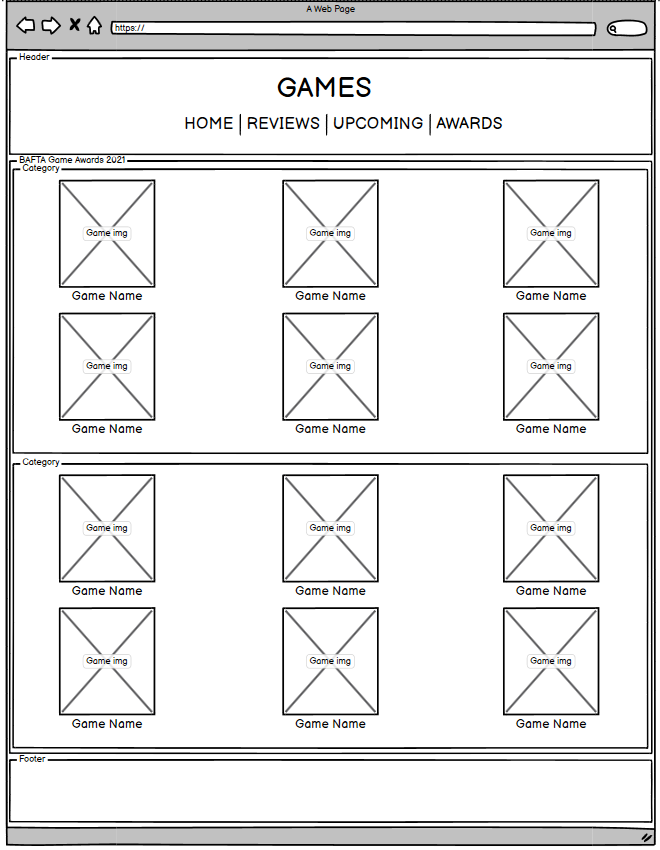 A Web Page
https://
Header
GAMES
HOME | REVIEWS | UPCOMING | AWARDS
BAFTA Game Awards 2021
Category
Game img Game img Game img
Game Name Game Name Game Name
Game img Game img Game img
Game Name Game Name Game Name
Category
Game img Game img Game img
Game Name Game Name Game Name
Game img Game img Game img
Game Name Game Name Game Name
Footer